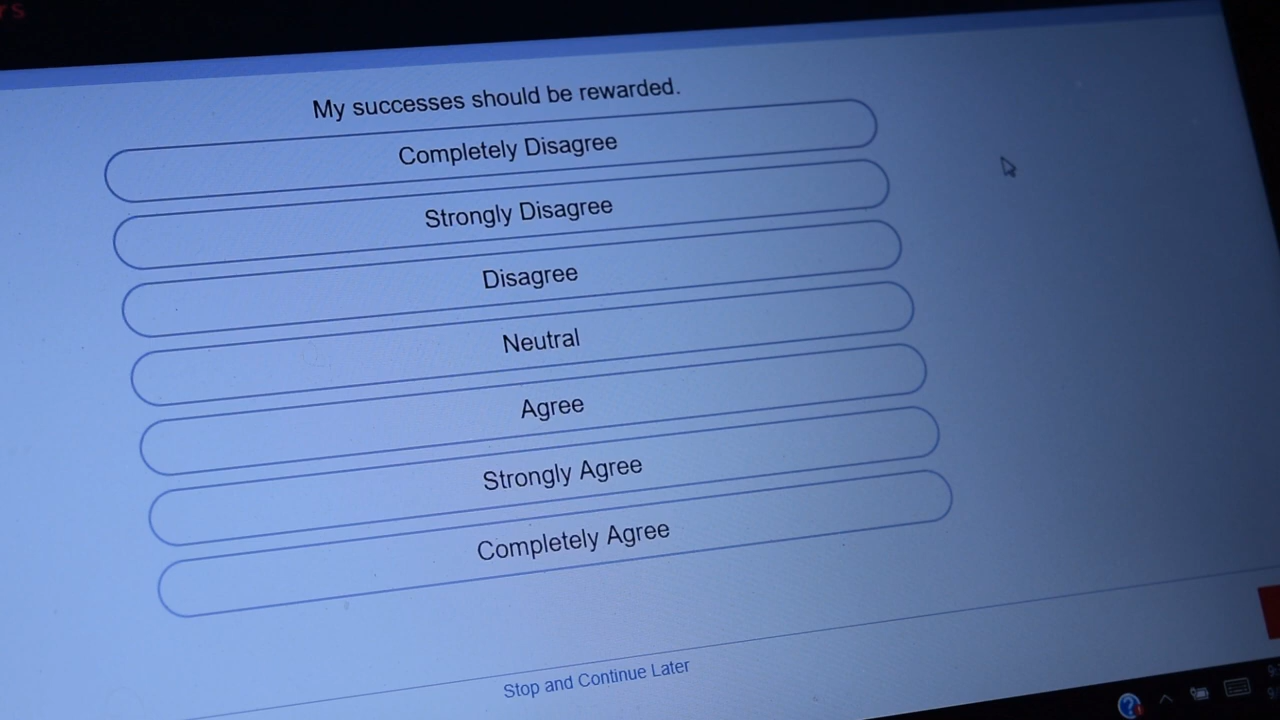 My successes should be rewarded.
Completely Disagree
Strongly Disagree
Disagree
Neutral
Agree
Strongly Agree
Completely Agree
Stop and Continue Later